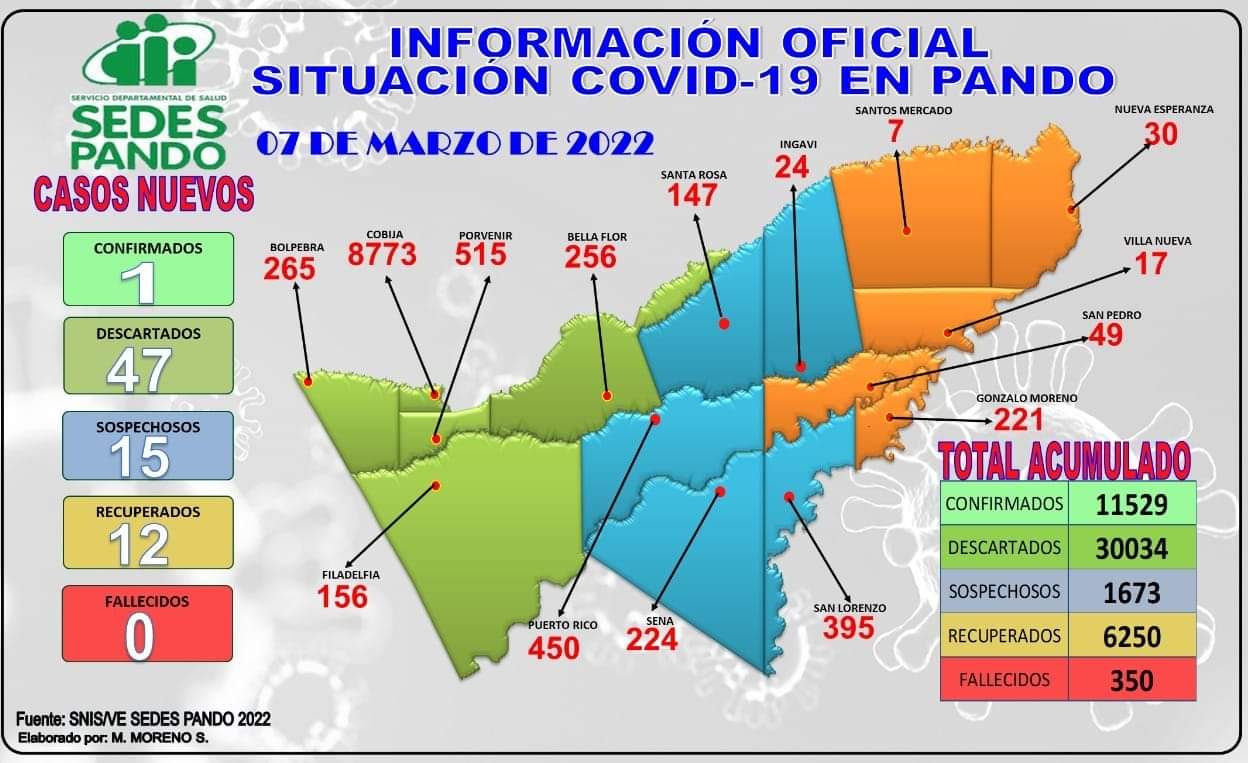 INFORMACIÓN OFICIAL
SITUACIÓN COVID-19 EN PANDO
SERVICIO DEPARTAMENTAL DE SALUD
SEDES
PANDO
07 DE MARZO DE 2022
CASOS NUEVOS
CONFIRMADOS
1
DESCARTADOS
47
SOSPECHOSOS
15
RECUPERADOS
12
FALLECIDOS
0
BOLPEBRA
265
COBIJA
8773
PORVENIR
515
BELLA FLOR
256
SANTA ROSA
147
INGAVI
24
SANTOS MERCADO
7
NUEVA ESPERANZA
30
VILLA NUEVA
17
SAN PEDRO
49
GONZALO MORENO
221
FILADELFIA
156
PUERTO RICO
450
SENA
224
SAN LORENZO
395
TOTAL ACUMULADO
CONFIRMADOS 11529
DESCARTADOS 30034
SOSPECHOSOS 1673
RECUPERADOS 6250
FALLECIDOS 350
Fuente: SNIS/VE SEDES PANDO 2022
Elaborado por: M. MORENO S.